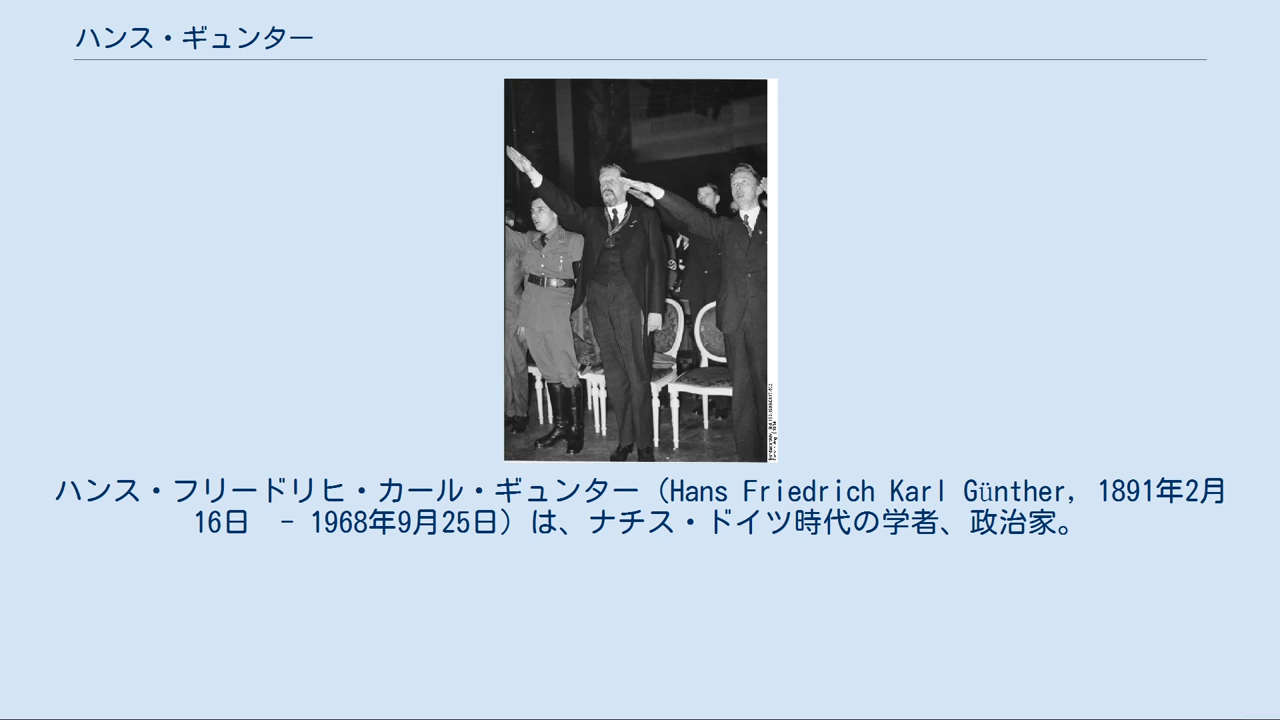 ハンス・ギュンター
ハンス・フリードリヒ・カール・ギュンター（Hans Friedrich Karl Günther, 1891年2月
16日　- 1968年9月25日）は、ナチス・ドイツ時代の学者、政治家。